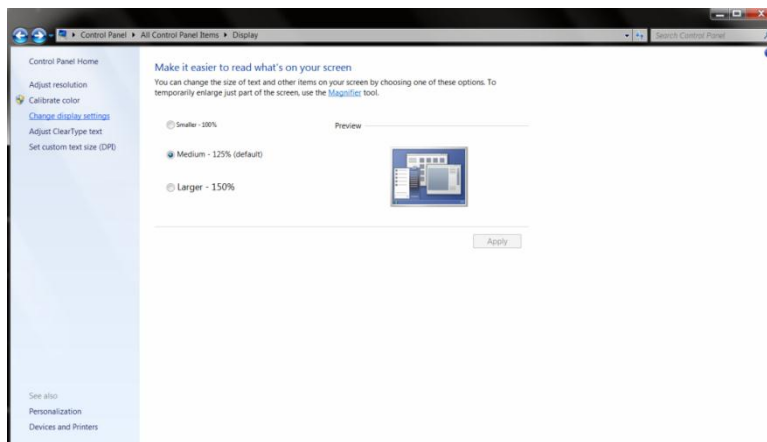 Control Panel ▸ All Control Panel Items ▸ Display
Search Control Panel
Control Panel Home
Adjust resolution
Calibrate color
Change display settings
Adjust ClearType text
Set custom text size (DPI)
Make it easier to read what's on your screen
You can change the size of text and other items on your screen by choosing one of these options. To
temporarily enlarge just part of the screen, use the Magnifier tool.
Smaller - 100%
Preview
Medium - 125% (default)
Larger - 150%
Apply
See also
Personalization
Devices and Printers